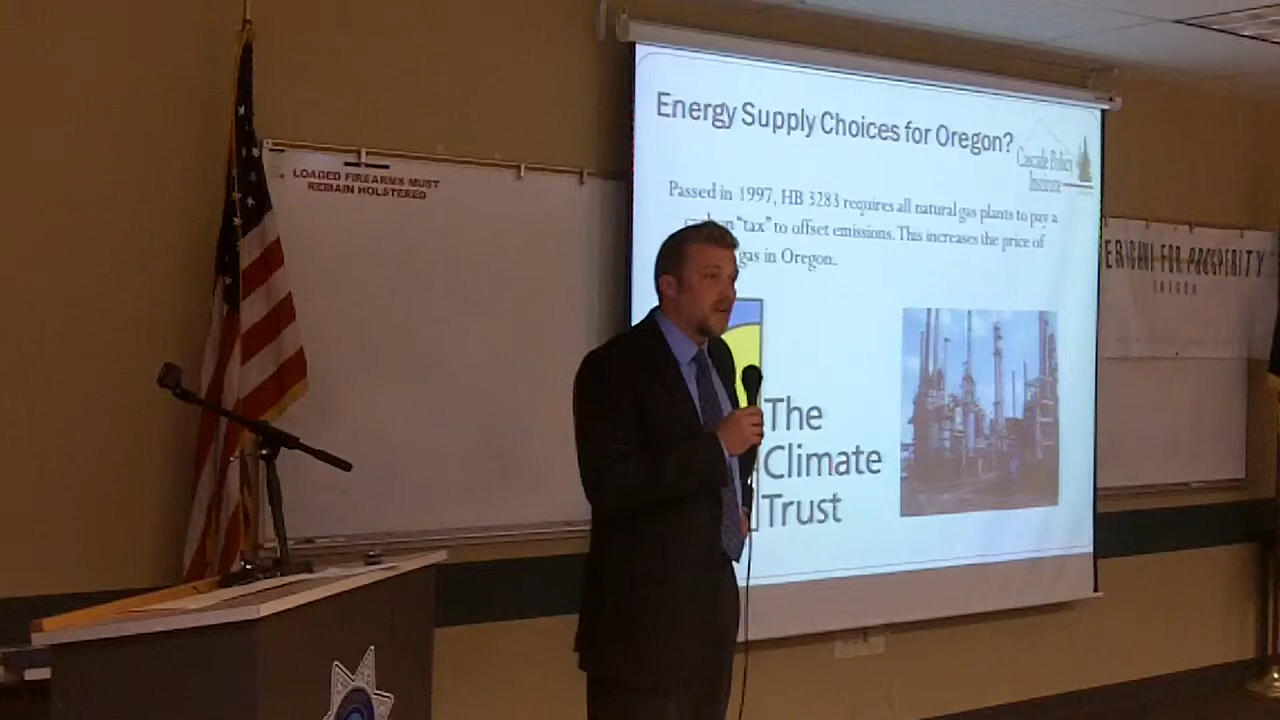 LOADED FIREARMS MUST
REMAIN HOLSTERED
Energy Supply Choices for Oregon?
Cascade Policy
Institute
Passed in 1997, HB 3283 requires all natural gas plants to pay a
"tax" to offset emissions. This increases the price of
gas in Oregon.
The
Climate
Trust
ERICANS FOR PROSPERITY
OREGON